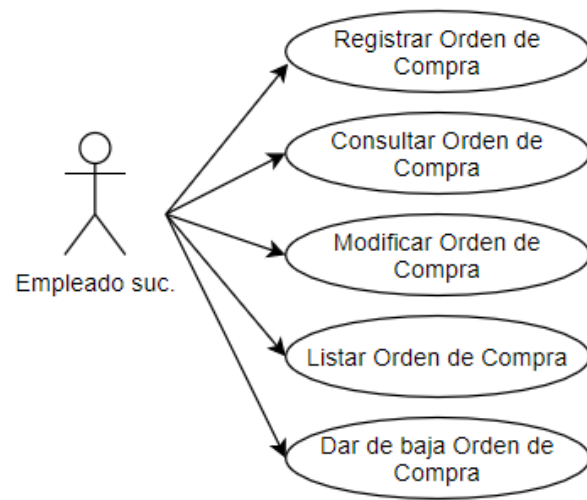 Registrar Orden de
Compra
Consultar Orden de
Compra
Empleado suc.
Modificar Orden de
Compra
Listar Orden de Compra
Dar de baja Orden de
Compra